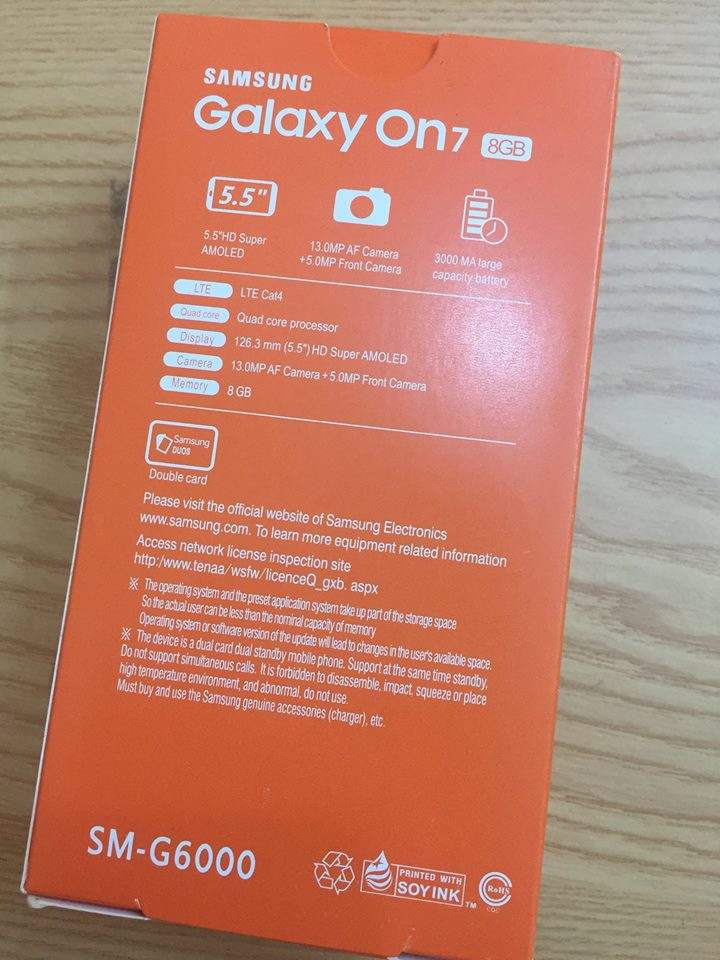 SAMSUNG
Galaxy On7 8GB
5.5"
5.5"HD Super
AMOLED
13.0MP AF Camera
+5.0MP Front Camera
3000 MA large
capacity battery
LTE LTE Cat4
Quad core Quad core processor
Display 126.3 mm (5.5") HD Super AMOLED
Camera 13.0MP AF Camera + 5.0MP Front Camera
Memory 8 GB
Samsung
DUOS
Double card
Please visit the official website of Samsung Electronics
www.samsung.com. To learn more equipment related information
Access network license inspection site
http:/www.tenaa/wsfw/licenceQ_gxb. aspx
※ The operating system and the preset application system take up part of the storage space
So the actual user can be less than the nominal capacity of memory
Operating system or software version of the update will lead to changes in the user's available space.
※ The device is a dual card dual standby mobile phone. Support at the same time standby,
Do not support simultaneous calls. It is forbidden to disassemble, impact, squeeze or place
high temperature environment, and abnormal, do not use.
Must buy and use the Samsung genuine accessories (charger), etc.
SM-G6000
PRINTED WITH
SOY INK TM
RoHS
CQC